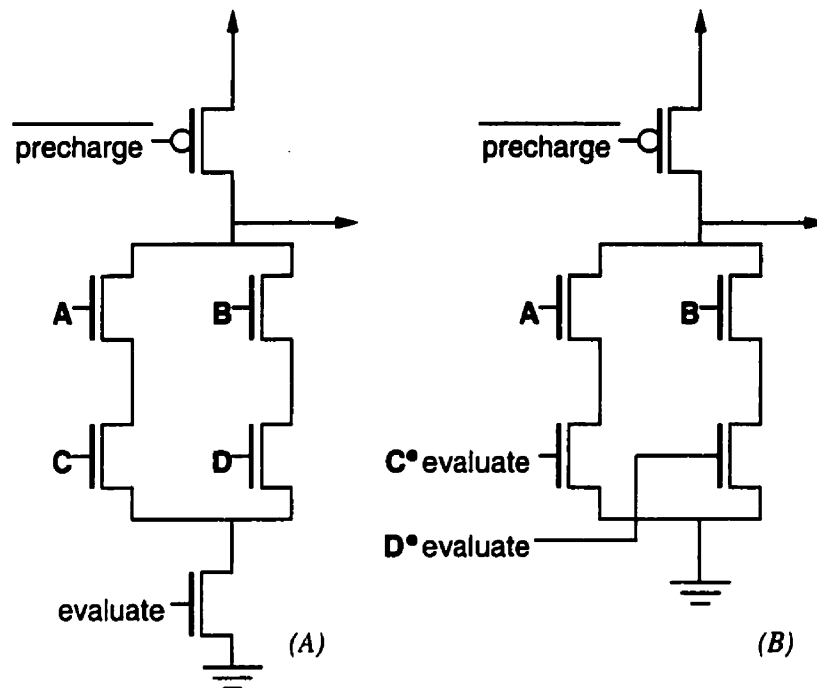 precharge
A
B
C
D
evaluate
(A)
precharge
A
B
C• evaluate
D• evaluate
(B)